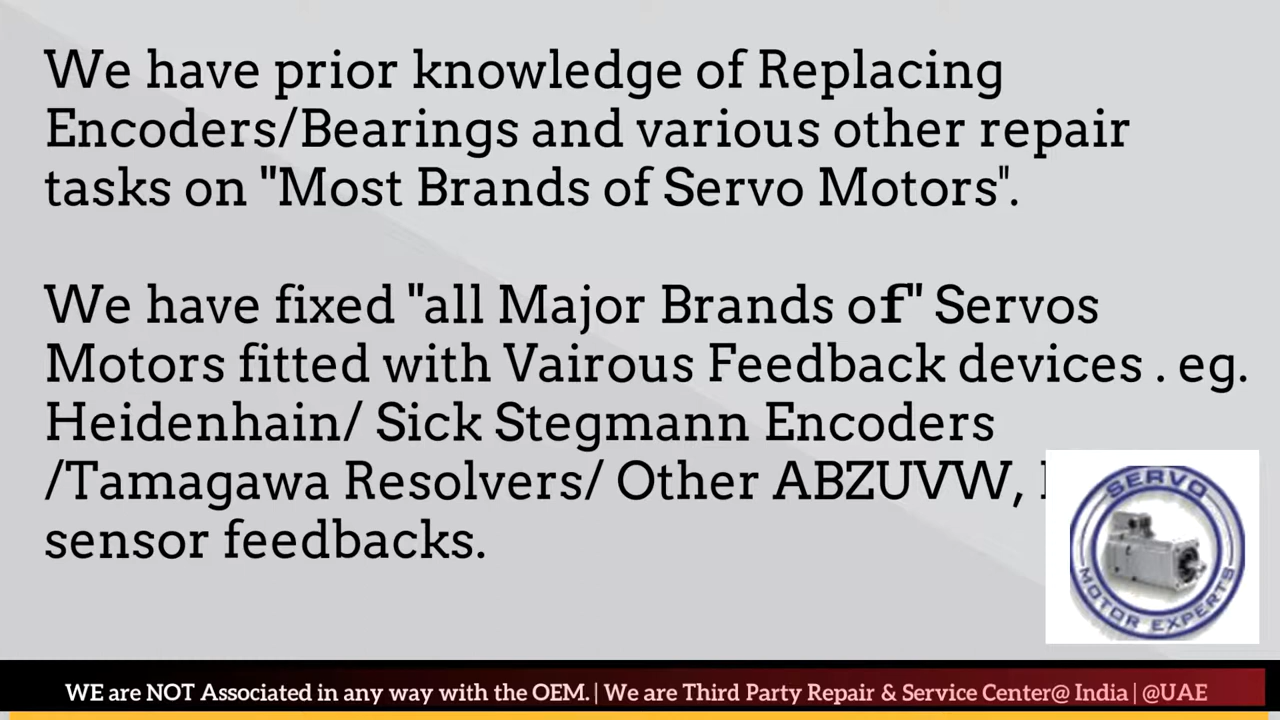 We have prior knowledge of Replacing
Encoders/Bearings and various other repair
tasks on "Most Brands of Servo Motors".
We have fixed "all Major Brands of" Servos
Motors fitted with Vairous Feedback devices . eg.
Heidenhain/ Sick Stegmann Encoders
/Tamagawa Resolvers/ Other ABZUVW,
sensor feedbacks.
SERVO
MOTOR EXPERTS
WE are NOT Associated in any way with the OEM. | We are Third Party Repair & Service Center@ India | @UAE